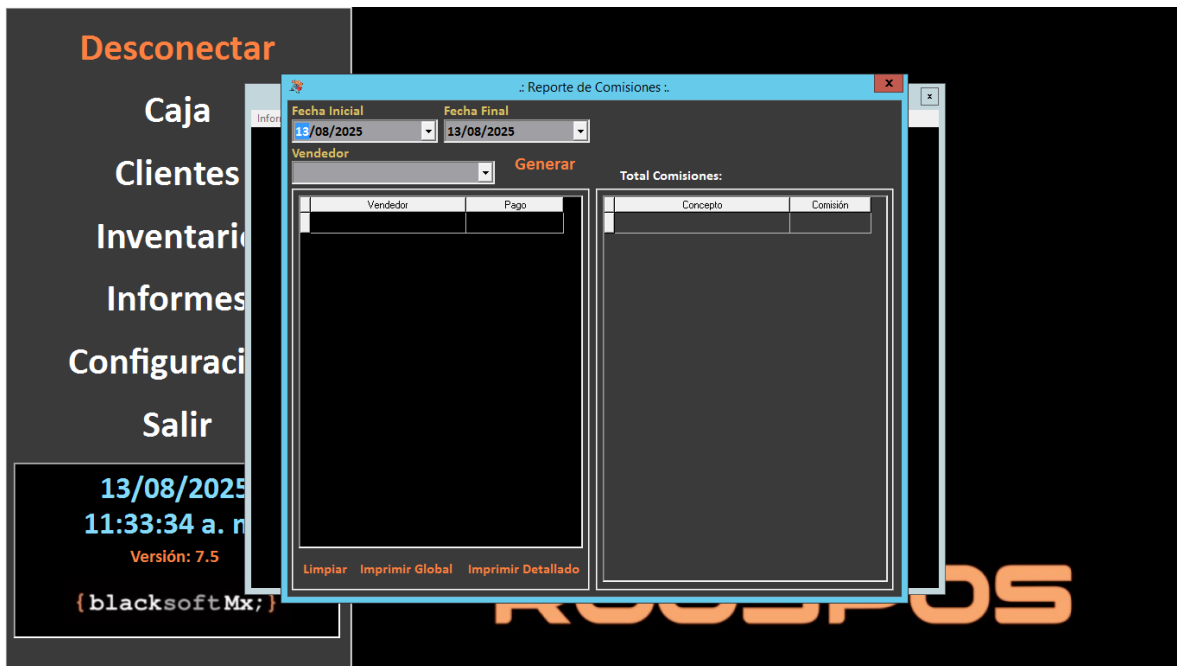 Desconectar
Caja
Clientes
Inventari
Informes
Configuraci
Salir
13/08/2025
11:33:34 a. m
Versión: 7.5
{blacksoftMx;}
Infor
x
.: Reporte de Comisiones :.
x
Fecha Inicial
Fecha Final
13/08/2025
13/08/2025
Vendedor
Generar
Total Comisiones:
Vendedor
Pago
Concepto
Comisión
Limpiar
Imprimir Global
Imprimir Detallado